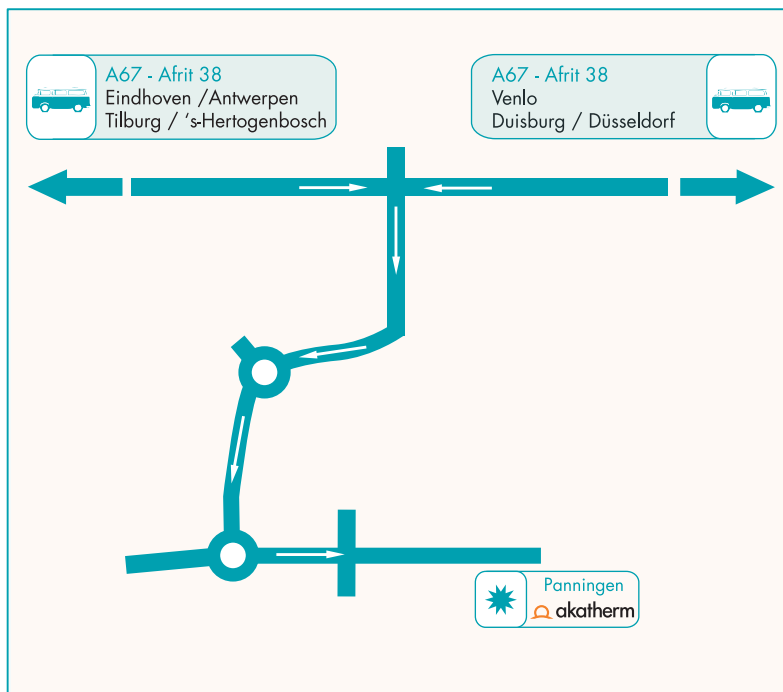 A67 - Afrit 38
Eindhoven /Antwerpen
Tilburg / ‘s-Hertogenbosch
A67 - Afrit 38
Venlo
Duisburg / Düsseldorf
Panningen
akatherm